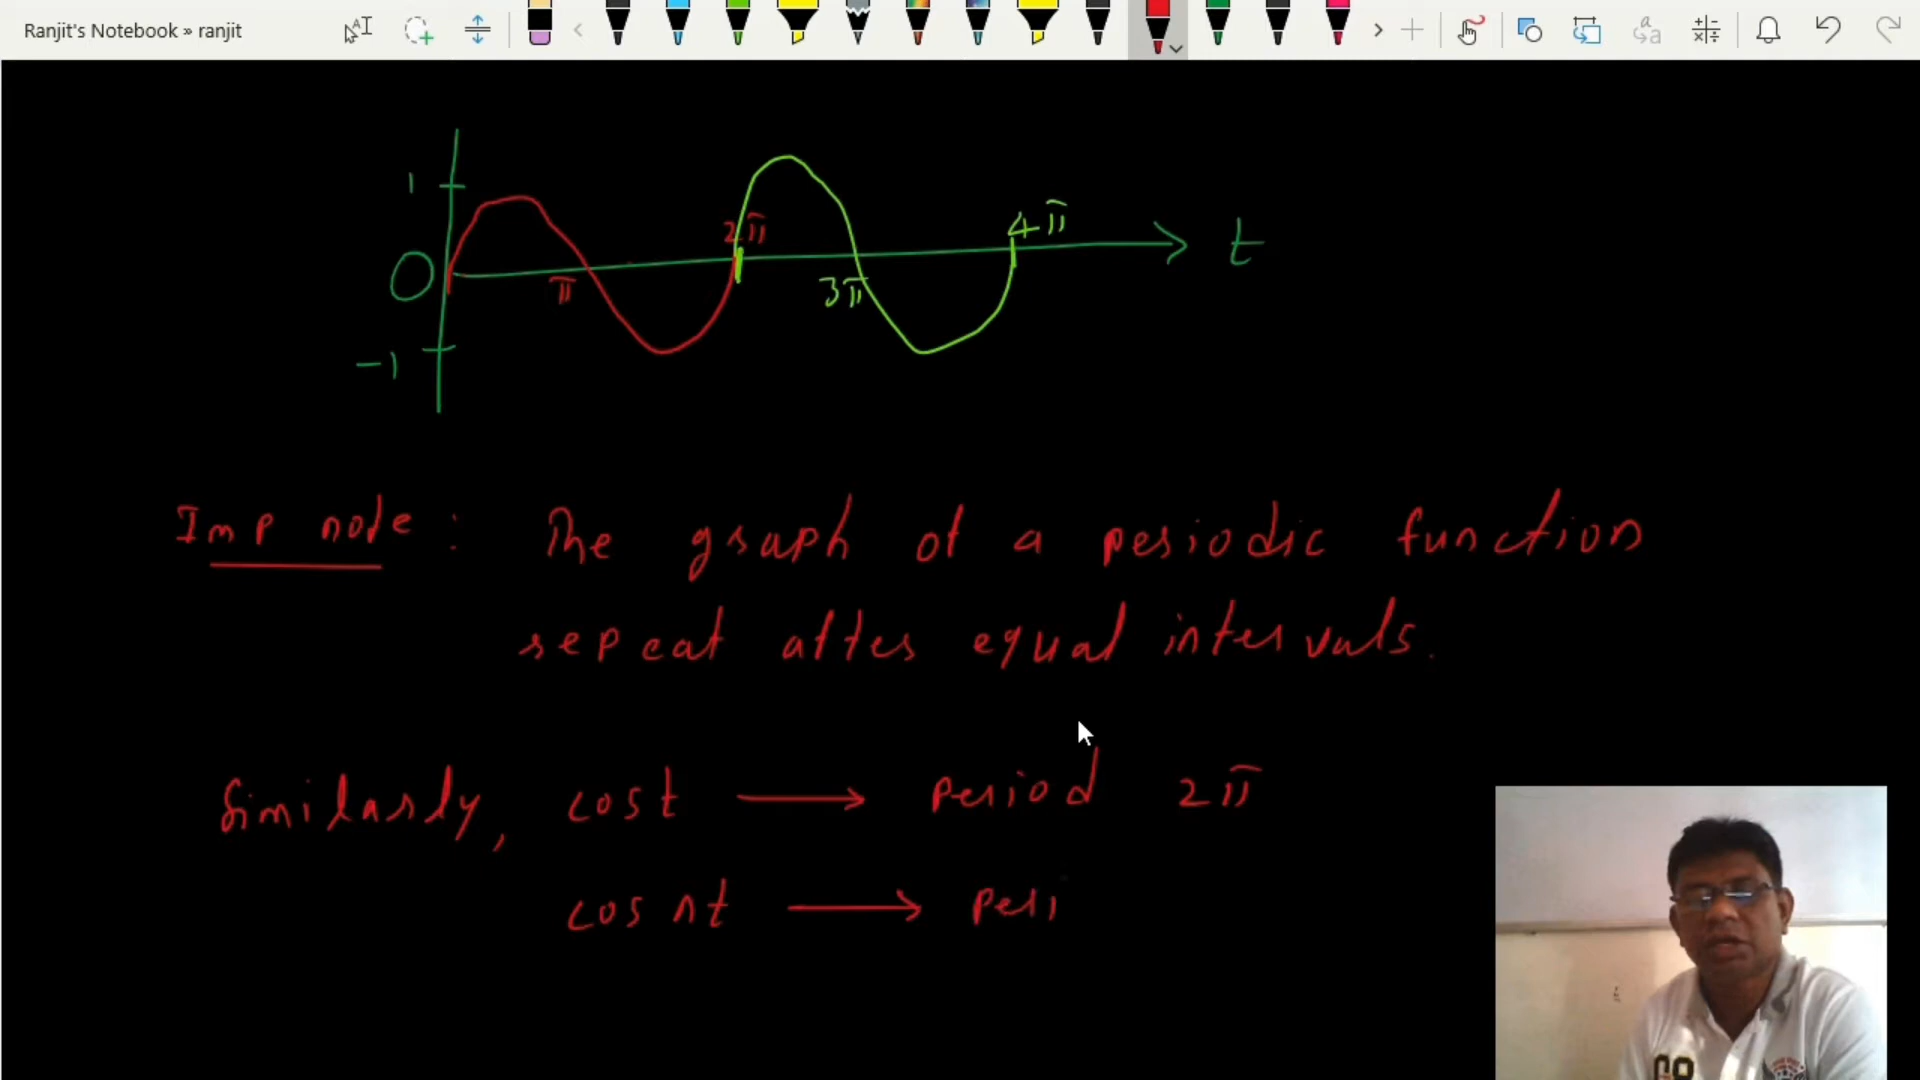 Ranjit's Notebook » ranjit
1
0
-1
π
2π
3π
4π
t
Imp note: The graph of a periodic function
repeat after equal intervals.
Similarly, cost → Period 2π
cos nt → Peri